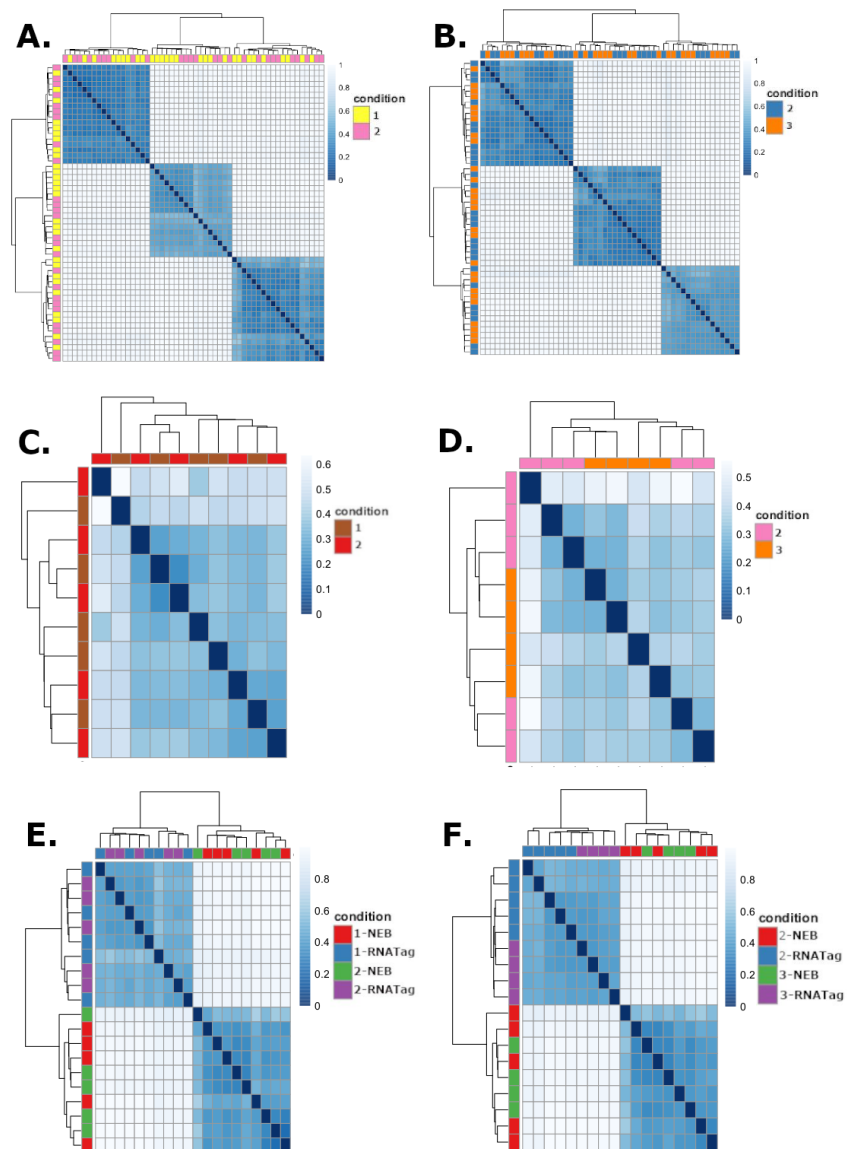 A.
1
0.8
0.6
0.4
0.2
0
condition
1
2
B.
1
0.8
0.6
0.4
0.2
0
condition
2
3
C.
0.6
0.5
0.4
0.3
0.2
0.1
0
condition
1
2
D.
0.5
0.4
0.3
0.2
0.1
0
condition
2
3
E.
0.8
0.6
0.4
0.2
0
condition
1-NEB
1-RNATag
2-NEB
2-RNATag
F.
0.8
0.6
0.4
0.2
0
condition
2-NEB
2-RNATag
3-NEB
3-RNATag